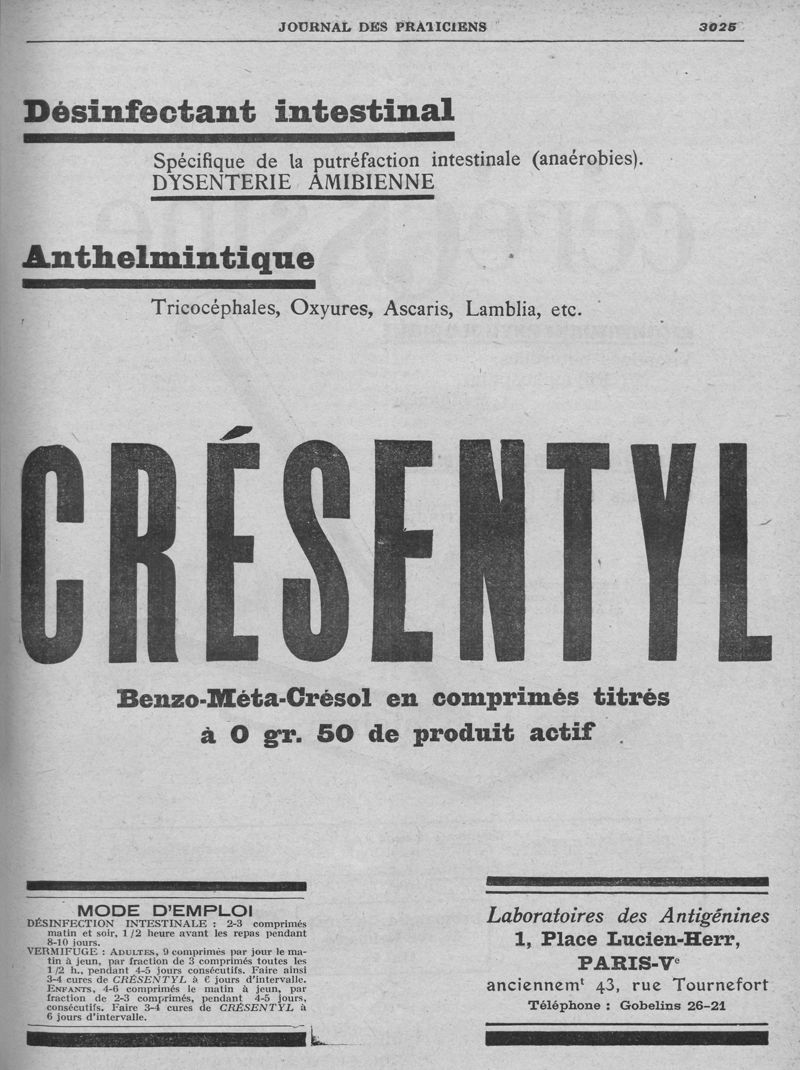 JOURNAL DES PRATICIENS 3025
Désinfectant intestinal
Spécifique de la putréfaction intestinale (anaérobies).
DYSENTERIE AMIBIENNE
Anthelmintique
Tricocéphales, Oxyures, Ascaris, Lamblia, etc.
CRÉSENTYL
Benzo-Méta-Crésol en comprimés titrés
à 0 gr. 50 de produit actif
MODE D'EMPLOI
DÉSINFECTION INTESTINALE : 2-3 comprimés
matin et soir, 1/2 heure avant les repas pendant
8-10 jours.
VERMIFUGE : ADULTES, 9 comprimés par jour le ma-
tin à jeun, par fraction de 3 comprimés toutes les
1/2 h., pendant 4-5 jours consécutifs. Faire ainsi
3-4 cures de CRÉSENTYL à 6 jours d'intervalle.
ENFANTS, 4-6 comprimés le matin à jeun, par
fraction de 2-3 comprimés, pendant 4-5 jours,
consécutifs. Faire 3-4 cures de CRÉSENTYL à
6 jours d'intervalle.
Laboratoires des Antigénines
1, Place Lucien-Herr,
PARIS-Vᵉ
anciennemᵗ 43, rue Tournefort
Téléphone : Gobelins 26-21